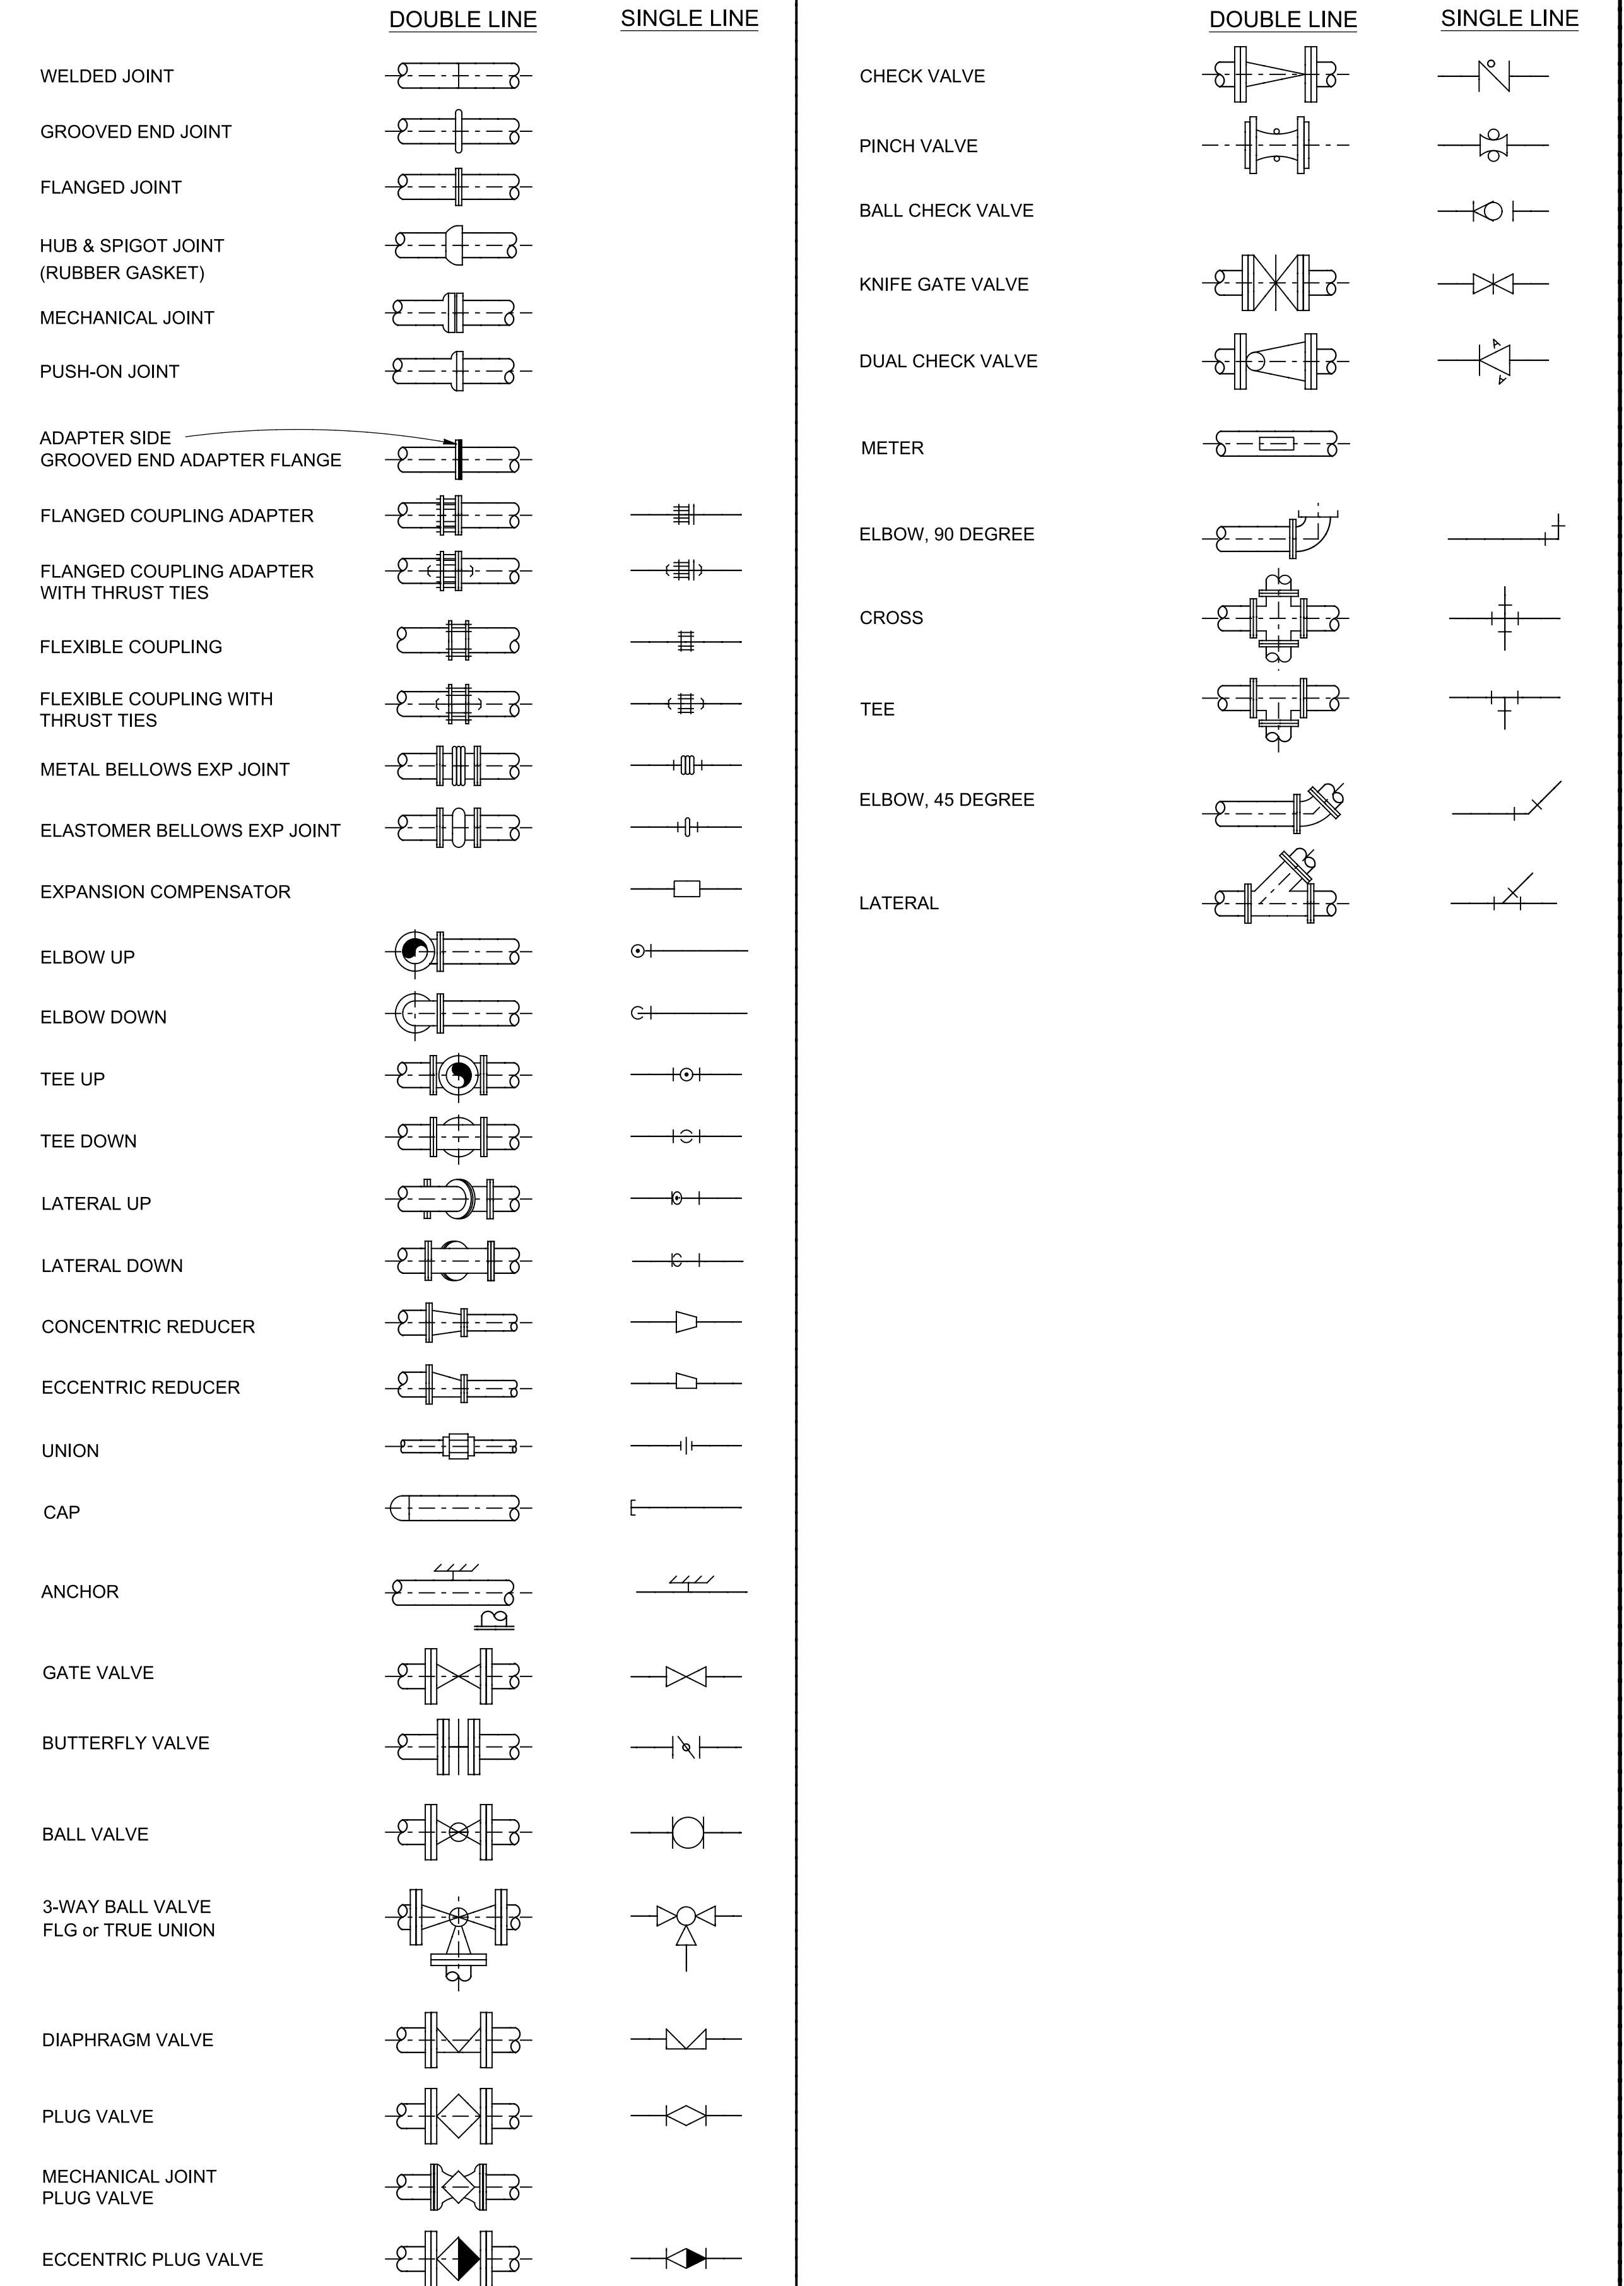 DOUBLE LINE
SINGLE LINE
WELDED JOINT
GROOVED END JOINT
FLANGED JOINT
HUB & SPIGOT JOINT
(RUBBER GASKET)
MECHANICAL JOINT
PUSH-ON JOINT
ADAPTER SIDE
GROOVED END ADAPTER FLANGE
FLANGED COUPLING ADAPTER
FLANGED COUPLING ADAPTER
WITH THRUST TIES
FLEXIBLE COUPLING
FLEXIBLE COUPLING WITH
THRUST TIES
METAL BELLOWS EXP JOINT
ELASTOMER BELLOWS EXP JOINT
EXPANSION COMPENSATOR
ELBOW UP
ELBOW DOWN
TEE UP
TEE DOWN
LATERAL UP
LATERAL DOWN
CONCENTRIC REDUCER
ECCENTRIC REDUCER
UNION
CAP
ANCHOR
GATE VALVE
BUTTERFLY VALVE
BALL VALVE
3-WAY BALL VALVE
FLG or TRUE UNION
DIAPHRAGM VALVE
PLUG VALVE
MECHANICAL JOINT
PLUG VALVE
ECCENTRIC PLUG VALVE
DOUBLE LINE
SINGLE LINE
CHECK VALVE
PINCH VALVE
BALL CHECK VALVE
KNIFE GATE VALVE
DUAL CHECK VALVE
METER
ELBOW, 90 DEGREE
CROSS
TEE
ELBOW, 45 DEGREE
LATERAL